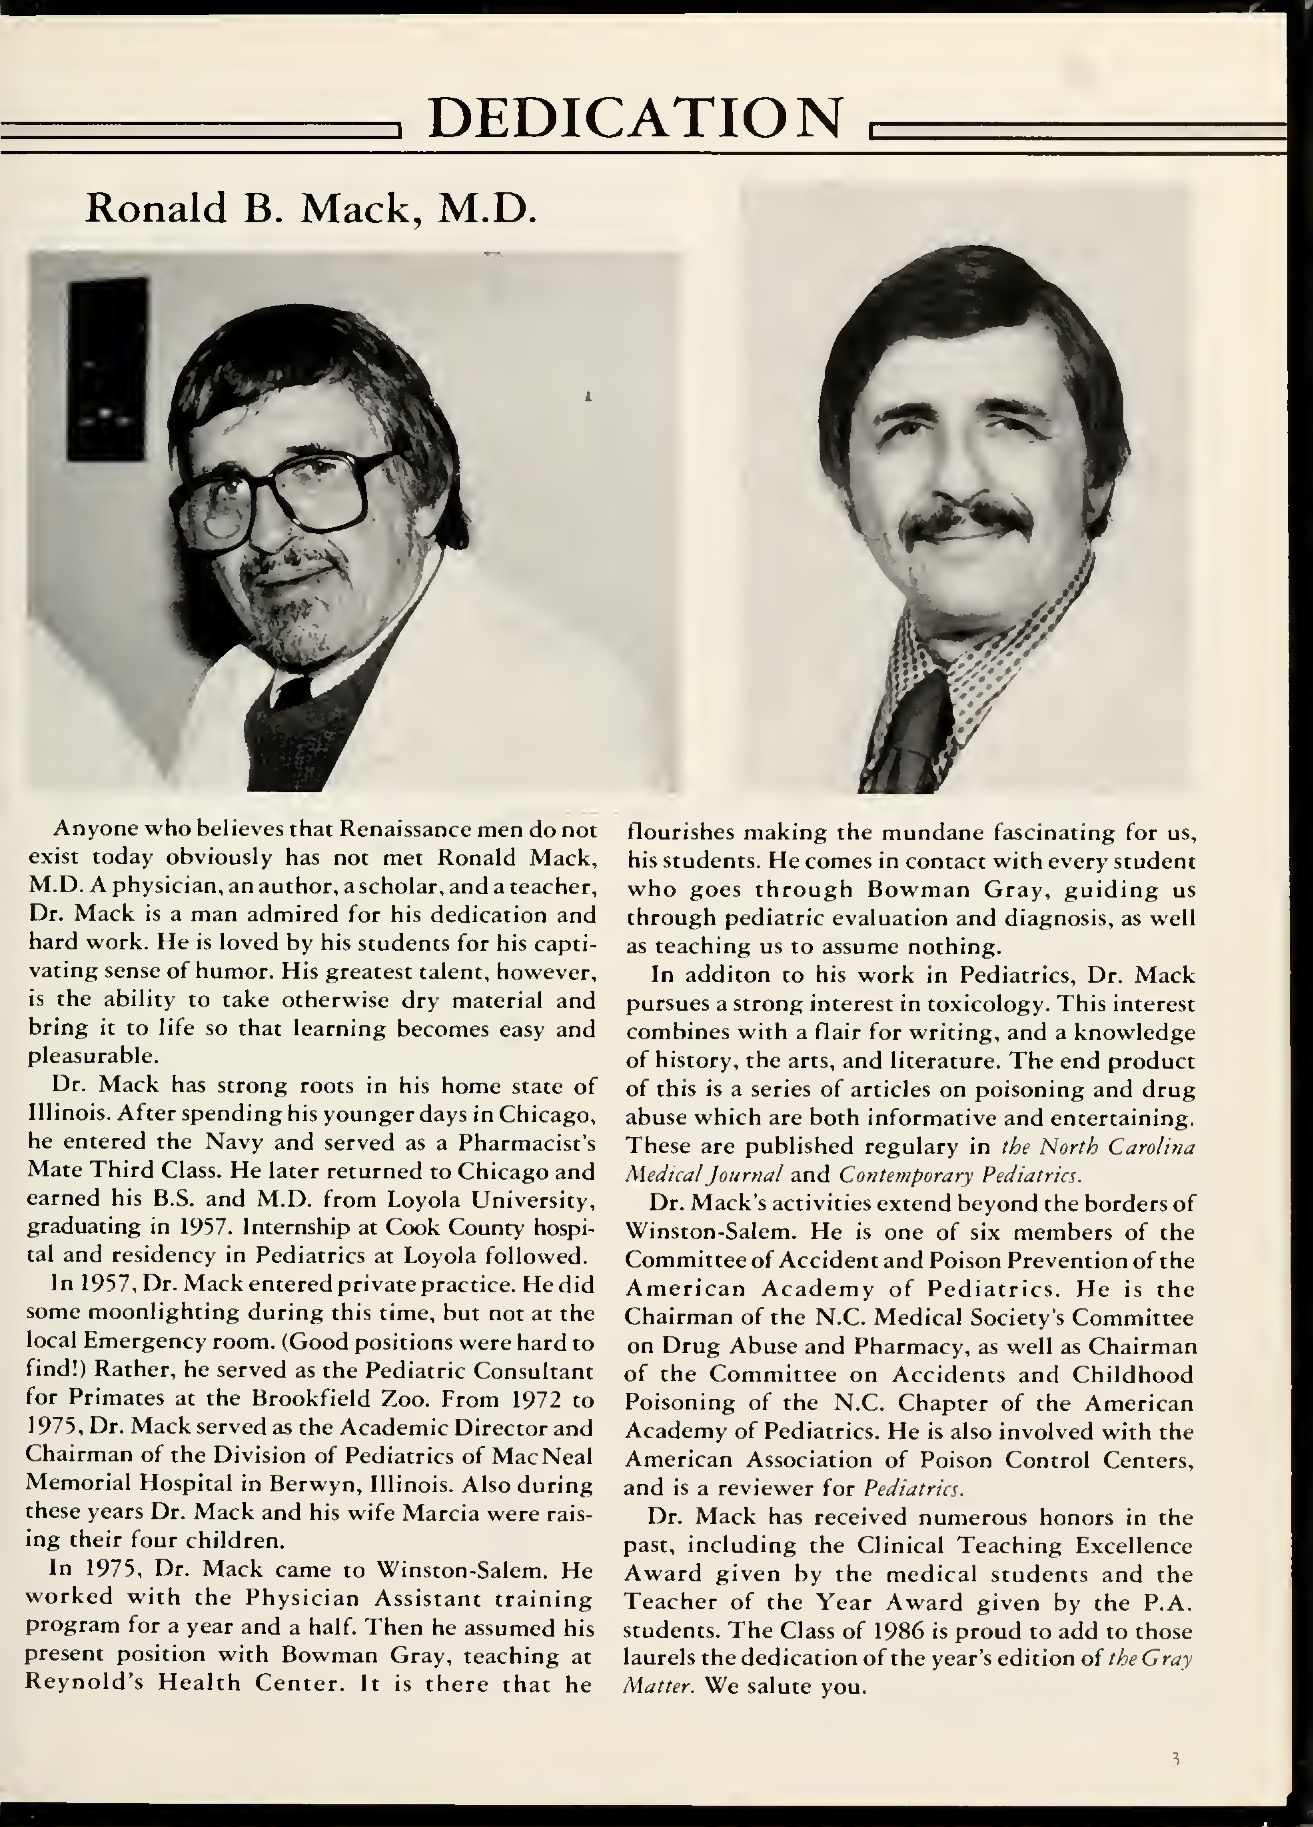 DEDICATION
Ronald B. Mack, M.D.
Anyone who believes that Renaissance men do not
exist today obviously has not met Ronald Mack,
M.D. A physician, an author, a scholar, and a teacher,
Dr. Mack is a man admired for his dedication and
hard work. He is loved by his students for his capti-
vating sense of humor. His greatest talent, however,
is the ability to take otherwise dry material and
bring it to life so that learning becomes easy and
pleasurable.
Dr. Mack has strong roots in his home state of
Illinois. After spending his younger days in Chicago,
he entered the Navy and served as a Pharmacist's
Mate Third Class. He later returned to Chicago and
earned his B.S. and M.D. from Loyola University,
graduating in 1957. Internship at Cook County hospi-
tal and residency in Pediatrics at Loyola followed.
In 1957, Dr. Mack entered private practice. He did
some moonlighting during this time, but not at the
local Emergency room. (Good positions were hard to
find!) Rather, he served as the Pediatric Consultant
for Primates at the Brookfield Zoo. From 1972 to
1975, Dr. Mack served as the Academic Director and
Chairman of the Division of Pediatrics of MacNeal
Memorial Hospital in Berwyn, Illinois. Also during
these years Dr. Mack and his wife Marcia were rais-
ing their four children.
In 1975, Dr. Mack came to Winston-Salem. He
worked with the Physician Assistant training
program for a year and a half. Then he assumed his
present position with Bowman Gray, teaching at
Reynold's Health Center. It is there that he
flourishes making the mundane fascinating for us,
his students. He comes in contact with every student
who goes through Bowman Gray, guiding us
through pediatric evaluation and diagnosis, as well
as teaching us to assume nothing.
In additon to his work in Pediatrics, Dr. Mack
pursues a strong interest in toxicology. This interest
combines with a flair for writing, and a knowledge
of history, the arts, and literature. The end product
of this is a series of articles on poisoning and drug
abuse which are both informative and entertaining.
These are published regulary in the North Carolina
Medical Journal and Contemporary Pediatrics.
Dr. Mack's activities extend beyond the borders of
Winston-Salem. He is one of six members of the
Committee of Accident and Poison Prevention of the
American Academy of Pediatrics. He is the
Chairman of the N.C. Medical Society's Committee
on Drug Abuse and Pharmacy, as well as Chairman
of the Committee on Accidents and Childhood
Poisoning of the N.C. Chapter of the American
Academy of Pediatrics. He is also involved with the
American Association of Poison Control Centers,
and is a reviewer for Pediatrics.
Dr. Mack has received numerous honors in the
past, including the Clinical Teaching Excellence
Award given by the medical students and the
Teacher of the Year Award given by the P.A.
students. The Class of 1986 is proud to add to those
laurels the dedication of the year's edition of the Gray
Matter. We salute you.
3